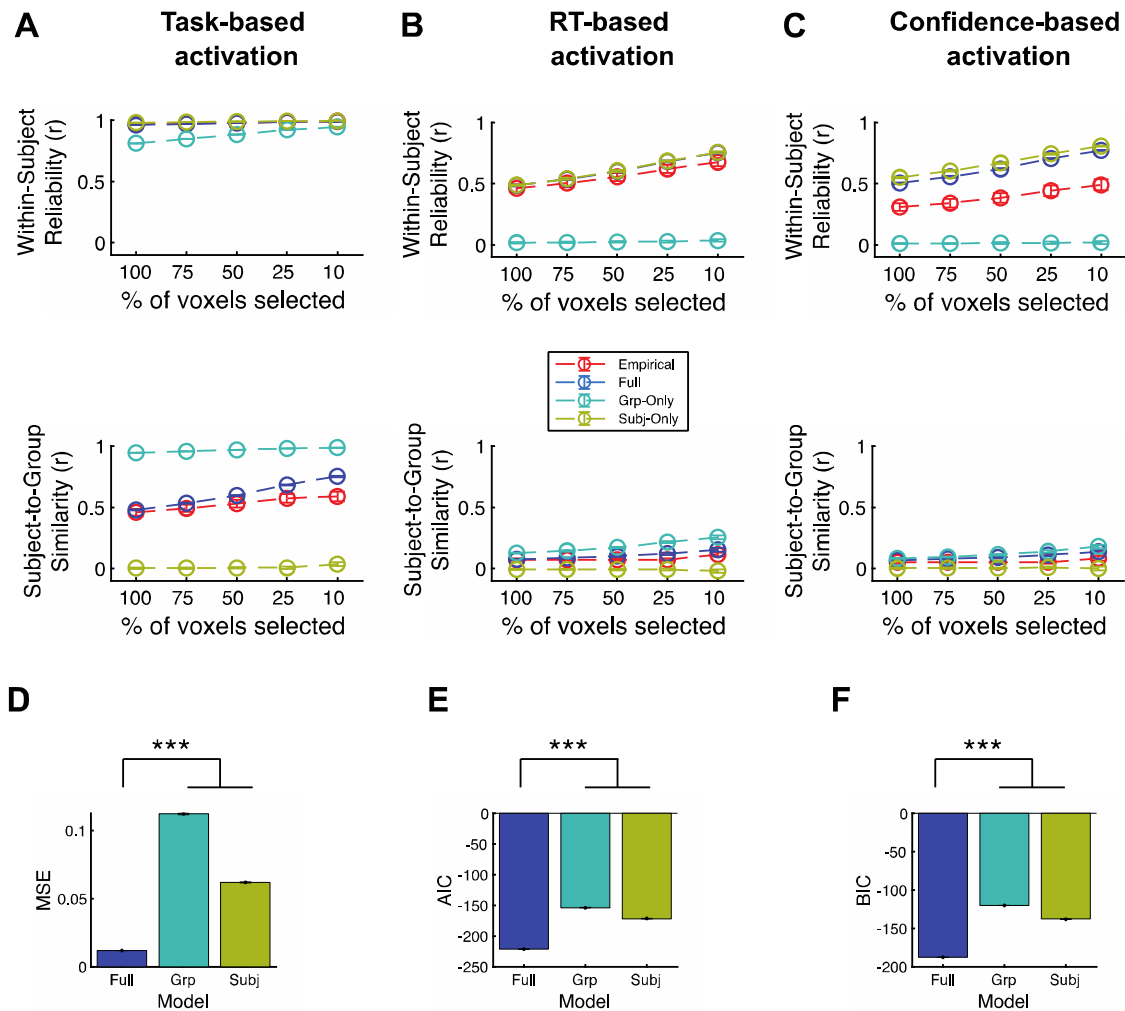 A
Task-based
activation
B
RT-based
activation
C
Confidence-based
activation
Within-Subject
Reliability (r)
1
0.5
0
100 75 50 25 10
% of voxels selected
Within-Subject
Reliability (r)
1
0.5
0
100 75 50 25 10
% of voxels selected
Within-Subject
Reliability (r)
1
0.5
0
100 75 50 25 10
% of voxels selected
Empirical
Full
Grp-Only
Subj-Only
Subject-to-Group
Similarity (r)
1
0.5
0
100 75 50 25 10
% of voxels selected
Subject-to-Group
Similarity (r)
1
0.5
0
100 75 50 25 10
% of voxels selected
Subject-to-Group
Similarity (r)
1
0.5
0
100 75 50 25 10
% of voxels selected
D
***
MSE
0.1
0.05
0
Full Grp Subj
Model
E
***
AIC
0
-50
-100
-150
-200
-250
Full Grp Subj
Model
F
***
BIC
0
-50
-100
-150
-200
Full Grp Subj
Model